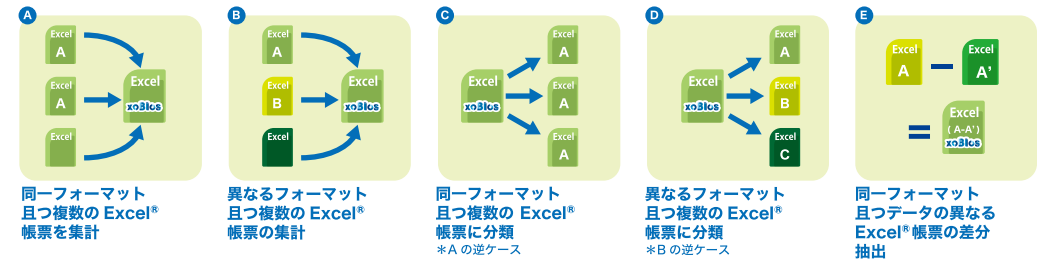 A
Excel
A
Excel
A
Excel
Excel
xoBlos
同一フォーマット
且つ複数の Excel®
帳票を集計
B
Excel
A
Excel
B
Excel
Excel
xoBlos
異なるフォーマット
且つ複数の Excel®
帳票の集計
C
Excel
xoBlos
Excel
A
Excel
A
Excel
A
同一フォーマット
且つ複数の Excel®
帳票に分類
＊A の逆ケース
D
Excel
xoBlos
Excel
A
Excel
B
Excel
C
異なるフォーマット
且つ複数の Excel®
帳票に分類
＊B の逆ケース
E
Excel
A
－
Excel
A'
＝
Excel
( A-A' )
xoBlos
同一フォーマット
且つデータの異なる
Excel® 帳票の差分
抽出